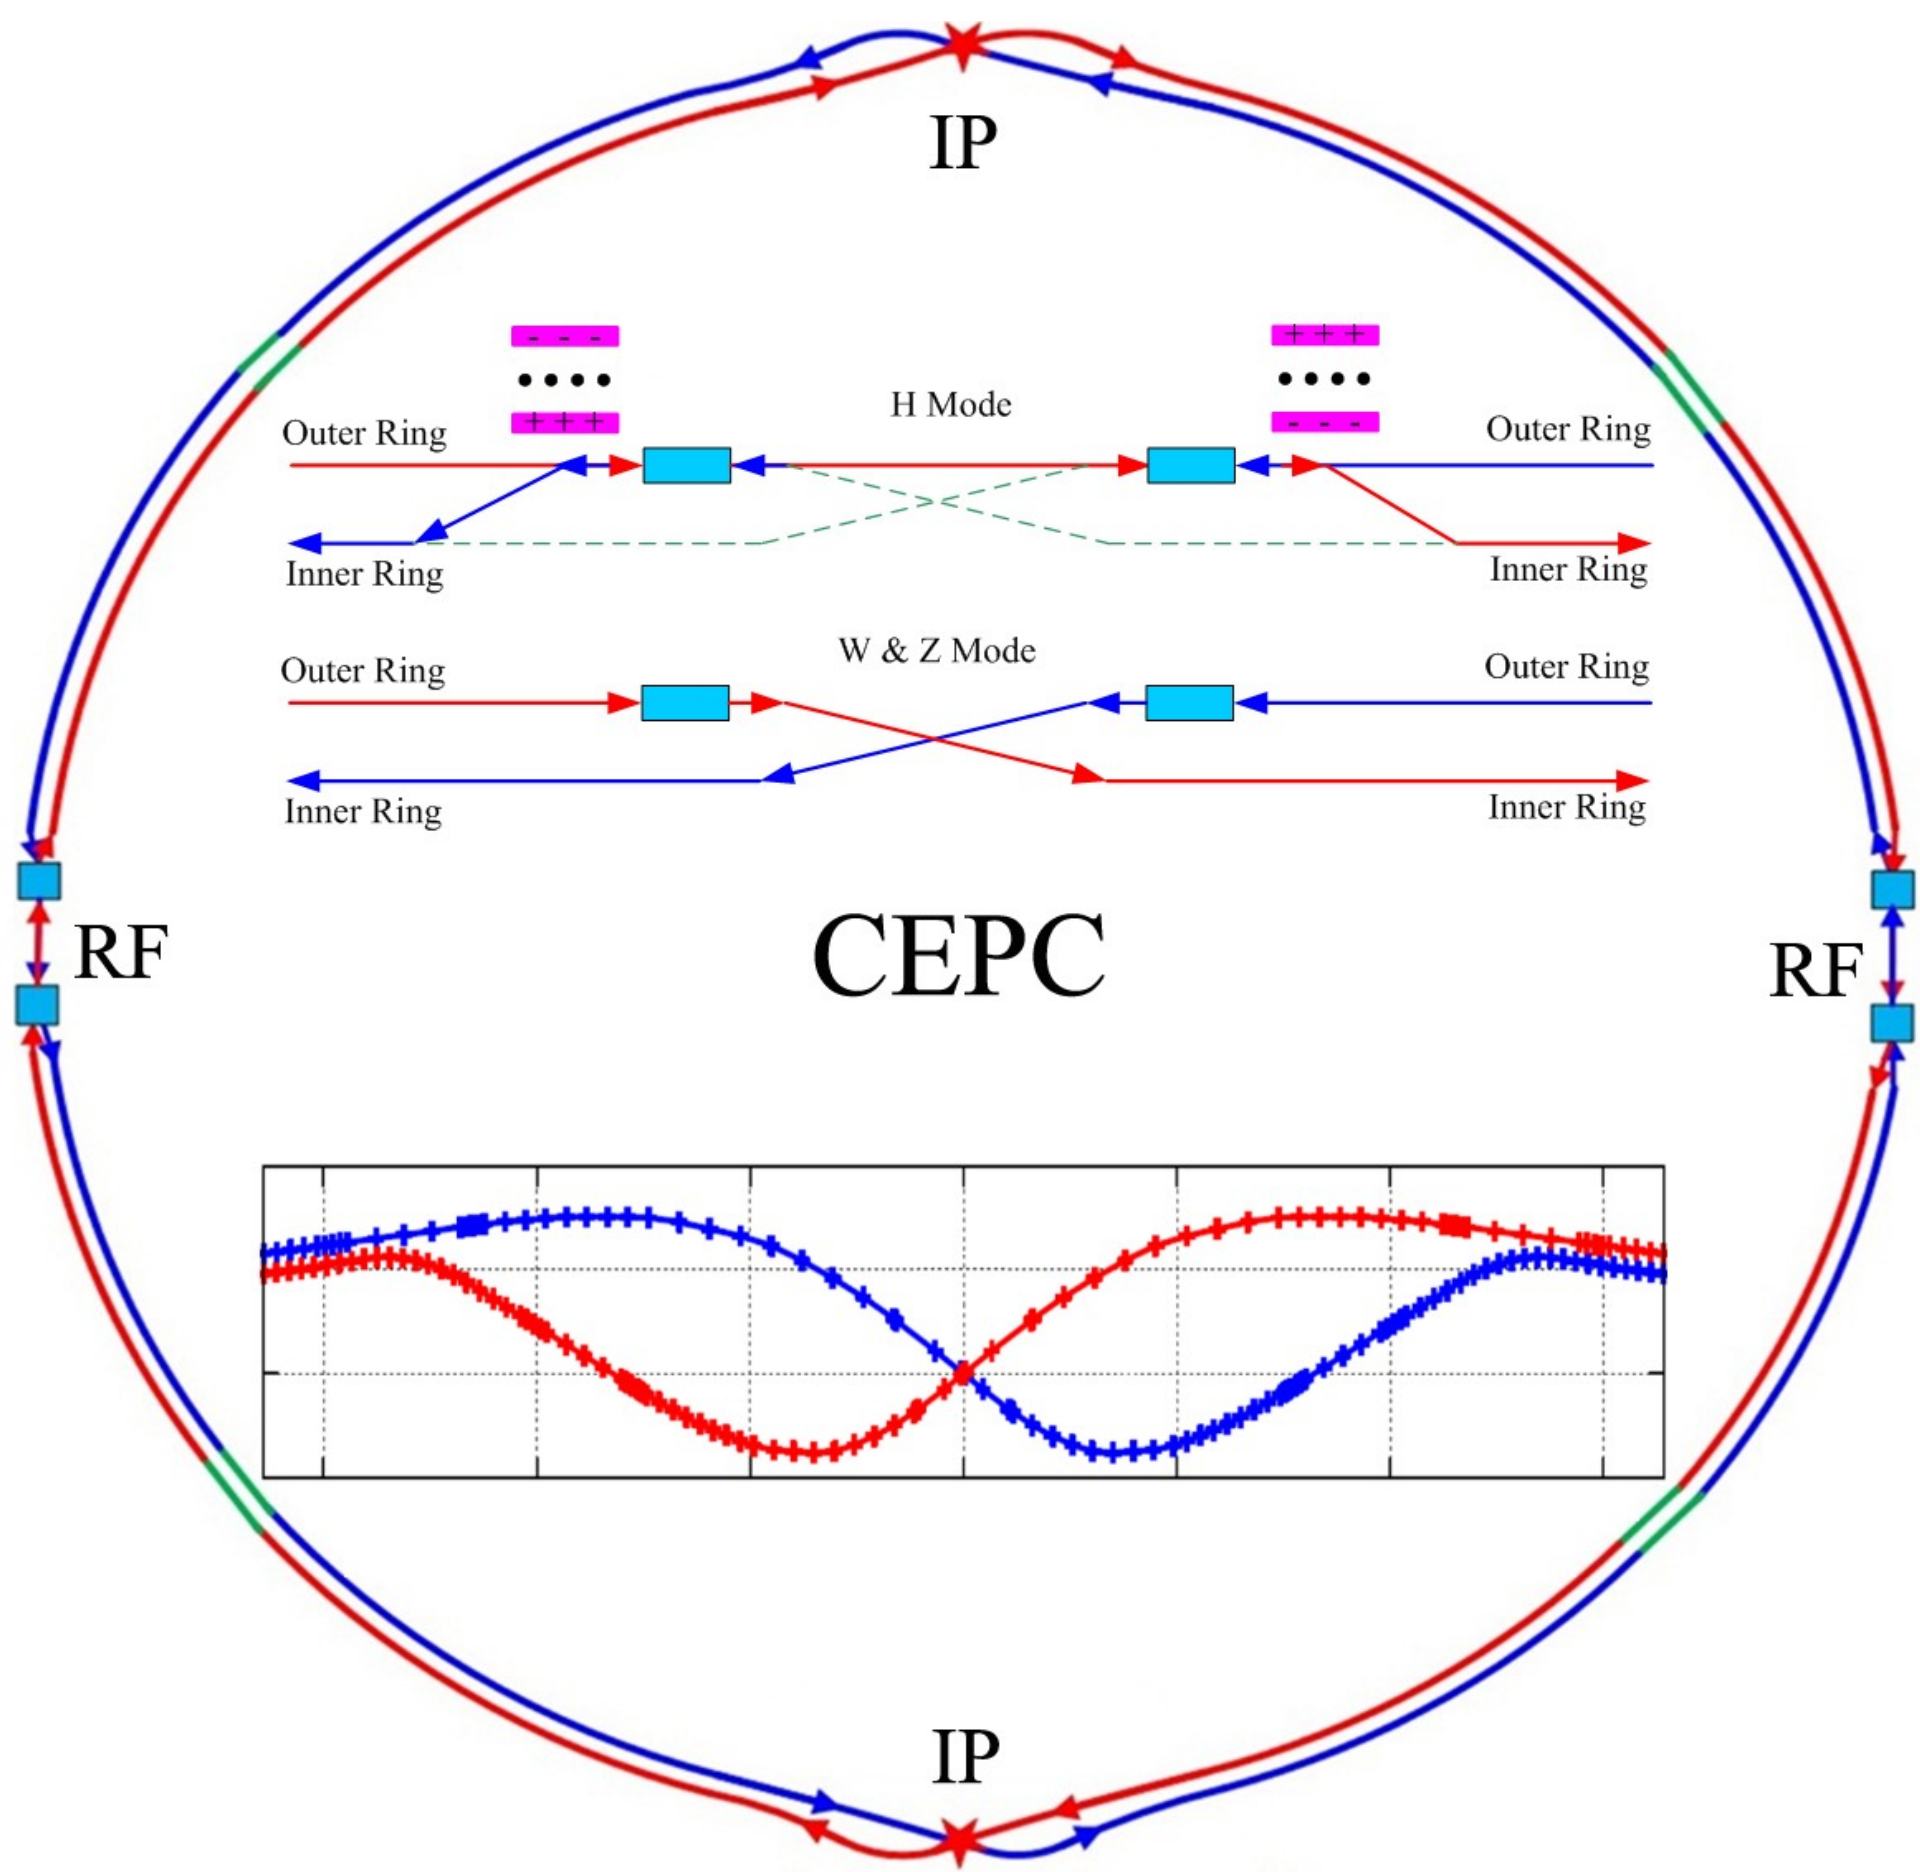 IP
- - -
+ + +
H Mode
+ + +
- - -
Outer Ring
Outer Ring
Inner Ring
Inner Ring
W & Z Mode
Outer Ring
Outer Ring
Inner Ring
Inner Ring
RF
CEPC
RF
IP